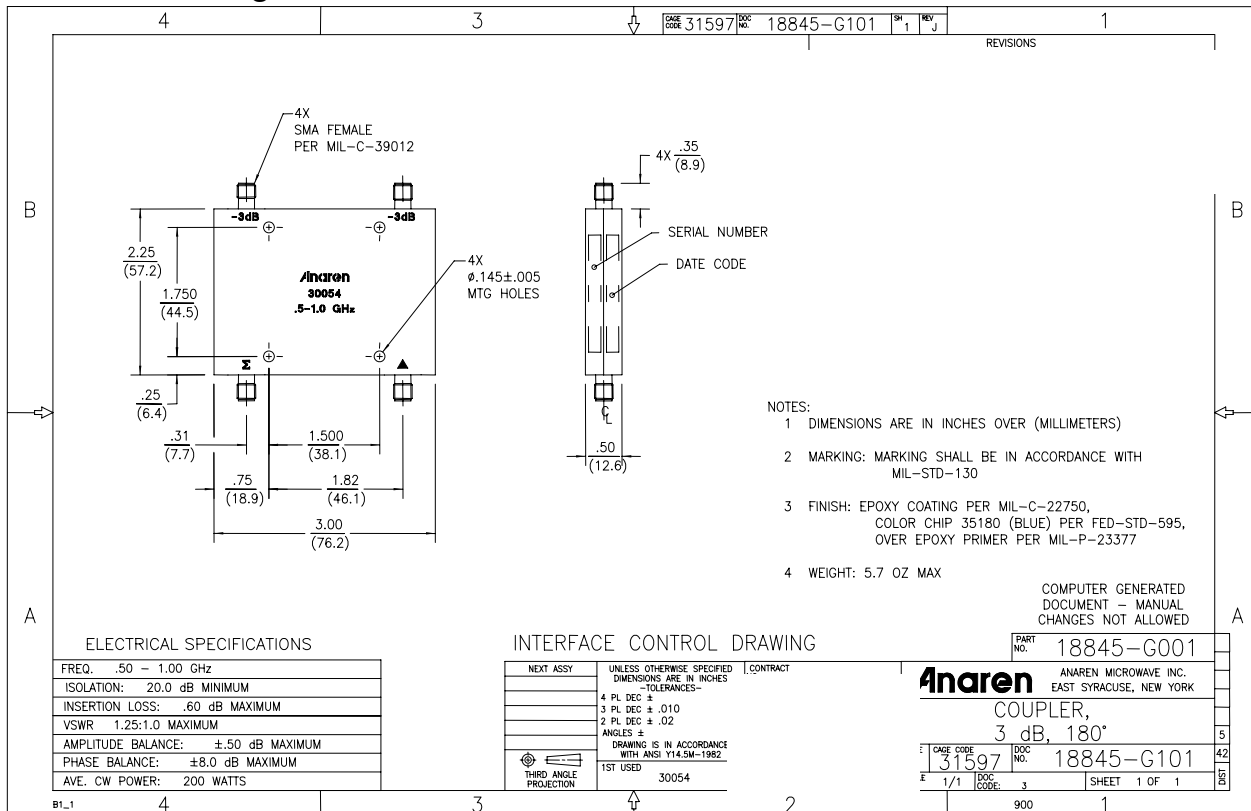 4
3
CAGE CODE 31597 DOC NO. 18845-G101 SH 1 REV J
1
REVISIONS
4X
SMA FEMALE
PER MIL-C-39012
4X .35
(8.9)
B
B
-3dB
-3dB
SERIAL NUMBER
DATE CODE
2.25
(57.2)
1.750
(44.5)
Anaren
30054
.5-1.0 GHz
4X
ø.145±.005
MTG HOLES
Σ
.25
(6.4)
.31
(7.7)
1.500
(38.1)
.75
(18.9)
1.82
(46.1)
3.00
(76.2)
CL
.50
(12.6)
NOTES:
1 DIMENSIONS ARE IN INCHES OVER (MILLIMETERS)
2 MARKING: MARKING SHALL BE IN ACCORDANCE WITH
MIL-STD-130
3 FINISH: EPOXY COATING PER MIL-C-22750,
COLOR CHIP 35180 (BLUE) PER FED-STD-595,
OVER EPOXY PRIMER PER MIL-P-23377
4 WEIGHT: 5.7 OZ MAX
COMPUTER GENERATED
DOCUMENT - MANUAL
CHANGES NOT ALLOWED
A
A
ELECTRICAL SPECIFICATIONS
FREQ. .50 - 1.00 GHz
ISOLATION: 20.0 dB MINIMUM
INSERTION LOSS: .60 dB MAXIMUM
VSWR 1.25:1.0 MAXIMUM
AMPLITUDE BALANCE: ±.50 dB MAXIMUM
PHASE BALANCE: ±8.0 dB MAXIMUM
AVE. CW POWER: 200 WATTS
INTERFACE CONTROL DRAWING
NEXT ASSY
UNLESS OTHERWISE SPECIFIED
DIMENSIONS ARE IN INCHES
-TOLERANCES-
4 PL DEC ±
3 PL DEC ± .010
2 PL DEC ± .02
ANGLES ±
DRAWING IS IN ACCORDANCE
WITH ANSI Y14.5M-1982
THIRD ANGLE
PROJECTION
1ST USED
30054
CONTRACT
PART NO. 18845-G001
Anaren
ANAREN MICROWAVE INC.
EAST SYRACUSE, NEW YORK
COUPLER,
3 dB, 180°
CAGE CODE 31597 DOC NO. 18845-G101
1/1 DOC CODE: 3 SHEET 1 OF 1
5
42
DIST
B1_1
4
3
2
900
1